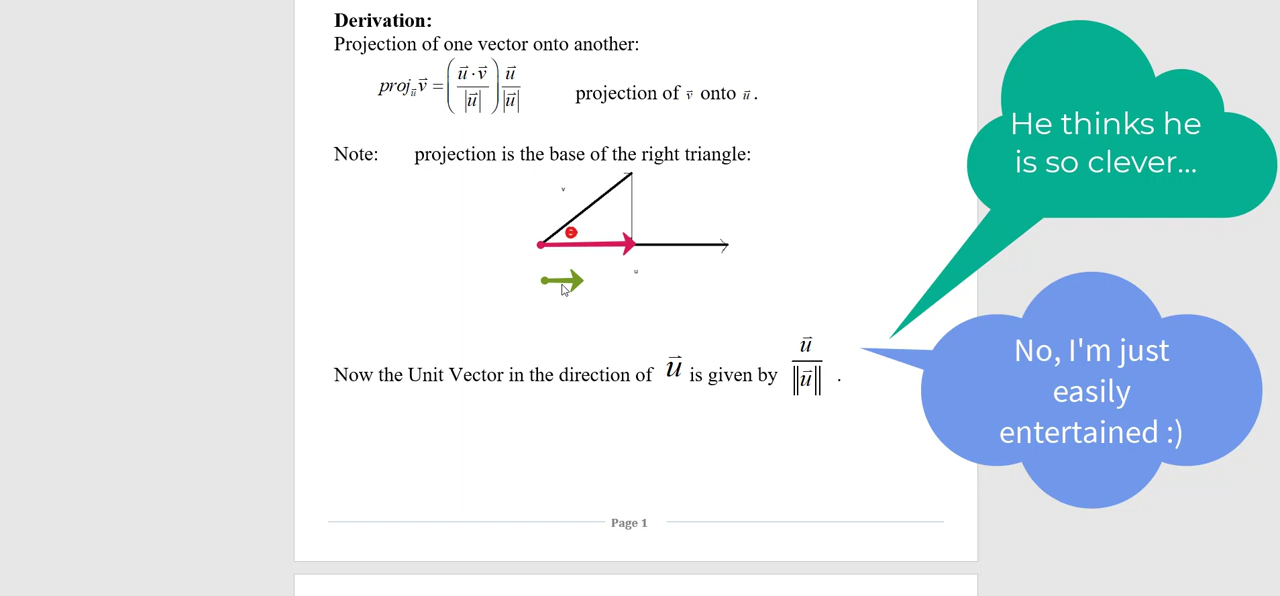 Derivation:
Projection of one vector onto another:
proj_u⃗ v⃗ = (u⃗ · v⃗ / |u⃗|) u⃗ / |u⃗| projection of v⃗ onto u⃗ .
Note: projection is the base of the right triangle:
v
θ
u
Now the Unit Vector in the direction of u⃗ is given by u⃗ / ‖u⃗‖ .
Page 1
He thinks he
is so clever...
No, I'm just
easily
entertained :)